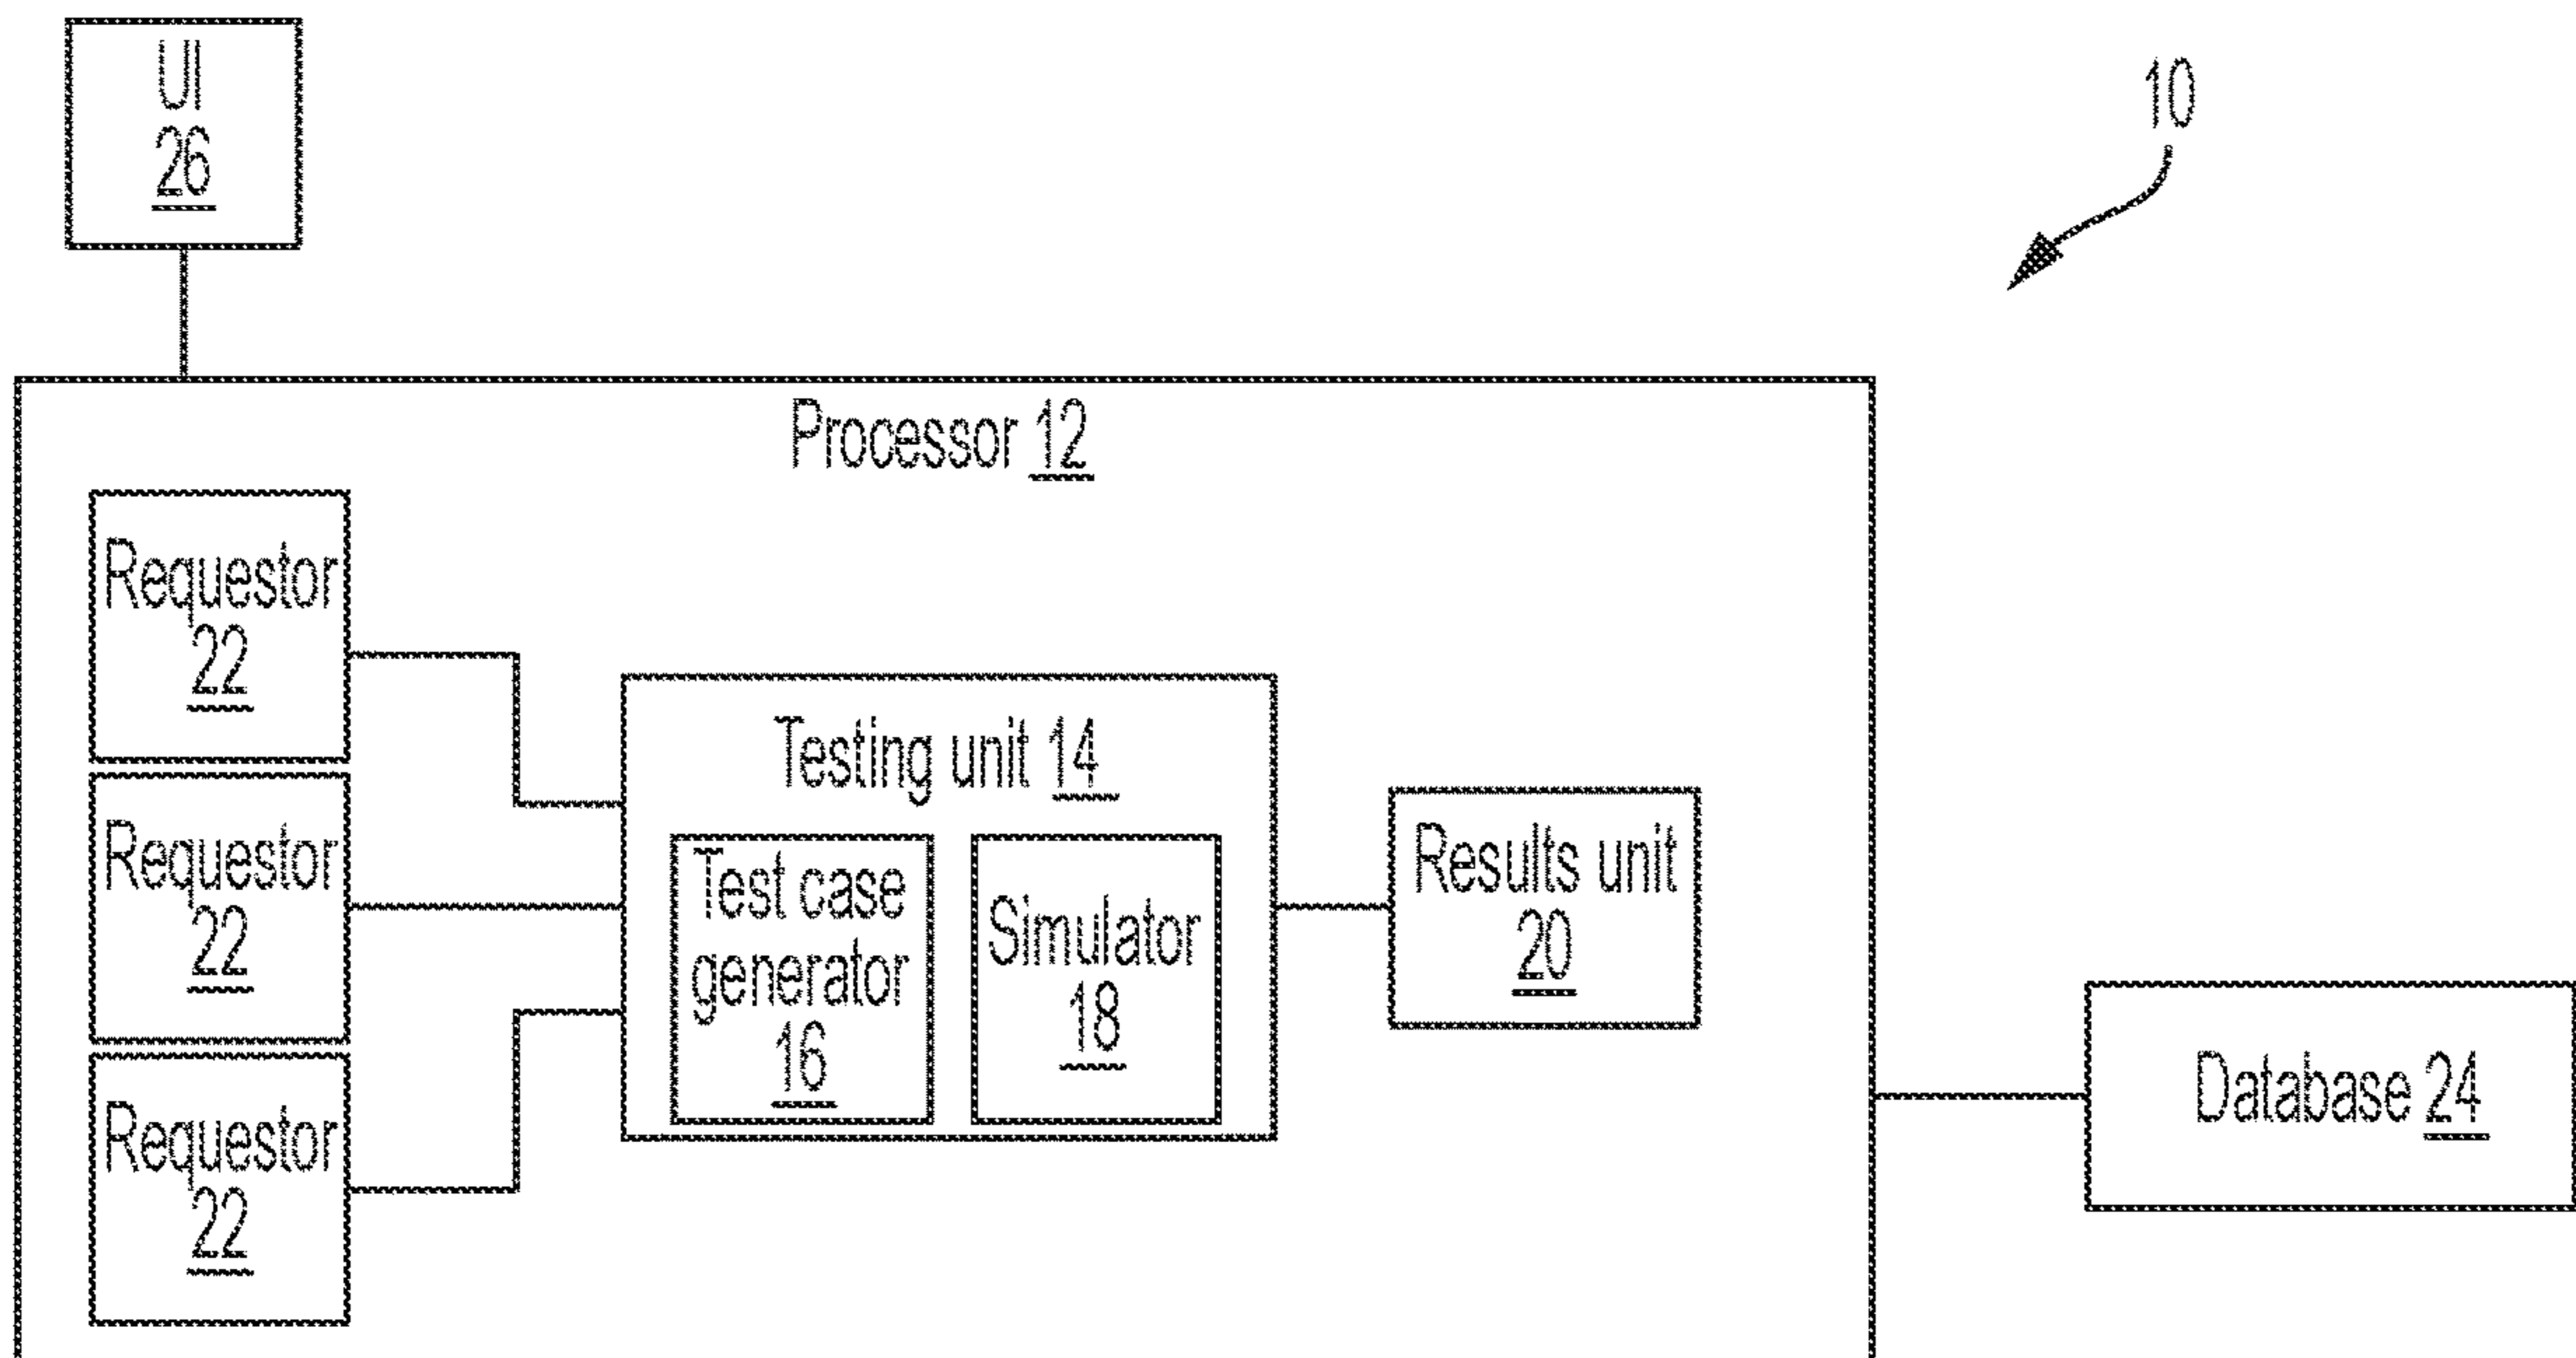 UI
26
10
Processor 12
Requestor
22
Requestor
22
Requestor
22
Testing unit 14
Test case
generator
16
Simulator
18
Results unit
20
Database 24